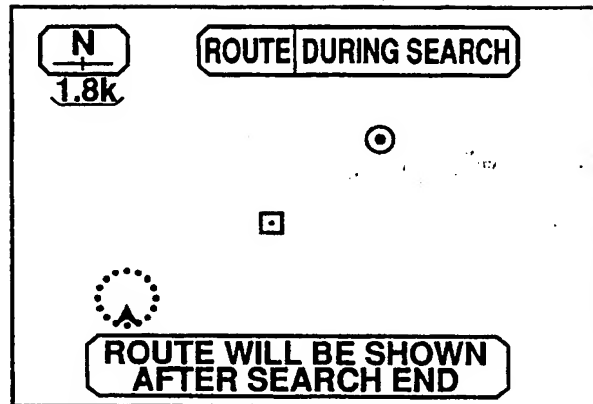 N
ROUTE DURING SEARCH
1.8k
ROUTE WILL BE SHOWN
AFTER SEARCH END